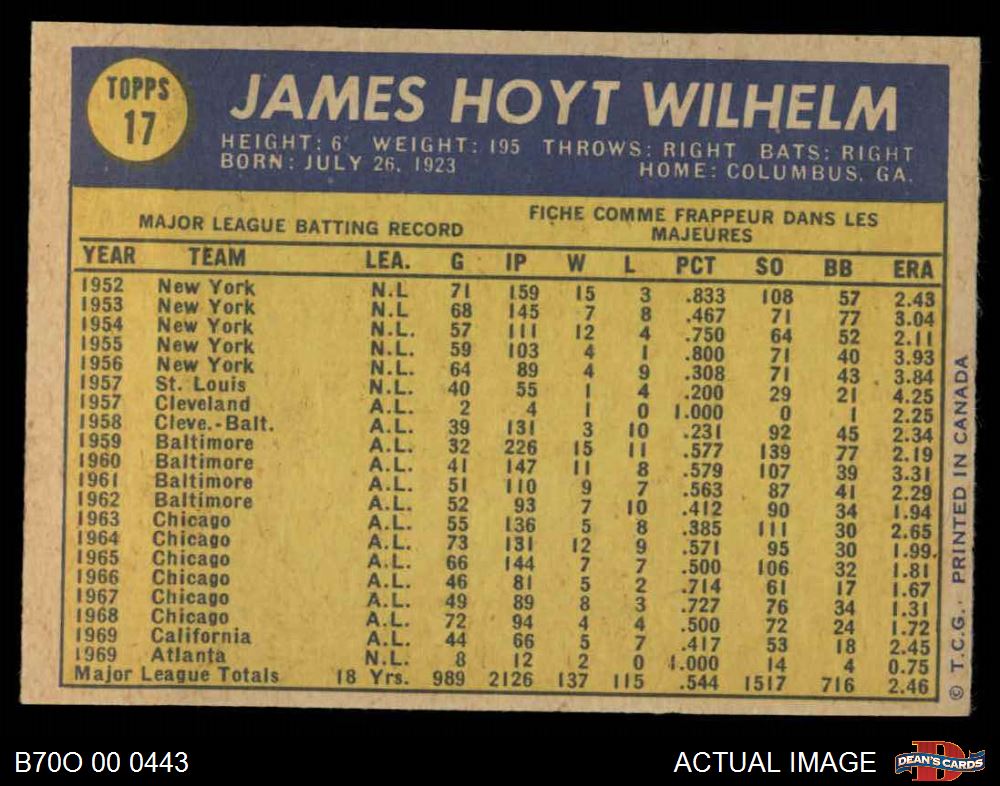 TOPPS
17
JAMES HOYT WILHELM
HEIGHT: 6' WEIGHT: 195 THROWS: RIGHT BATS: RIGHT
BORN: JULY 26, 1923 HOME: COLUMBUS, GA.
MAJOR LEAGUE BATTING RECORD
FICHE COMME FRAPPEUR DANS LES
MAJEURES
YEAR TEAM LEA. G IP W L PCT SO BB ERA
1952 New York N.L 71 159 15 3 .833 108 57 2.43
1953 New York N.L 68 145 7 8 .467 71 77 3.04
1954 New York N.L. 57 111 12 4 .750 64 52 2.11
1955 New York N.L. 59 103 4 1 .800 71 40 3.93
1956 New York N.L. 64 89 4 9 .308 71 43 3.84
1957 St. Louis N.L. 40 55 1 4 .200 29 21 4.25
1957 Cleveland A.L. 2 4 1 0 1.000 0 1 2.25
1958 Cleve.-Balt. A.L. 39 131 3 10 .231 92 45 2.34
1959 Baltimore A.L. 32 226 15 11 .577 139 77 2.19
1960 Baltimore A.L. 41 147 11 8 .579 107 39 3.31
1961 Baltimore A.L. 51 110 9 7 .563 87 41 2.29
1962 Baltimore A.L. 52 93 7 10 .412 90 34 1.94
1963 Chicago A.L. 55 136 5 8 .385 111 30 2.65
1964 Chicago A.L. 73 131 12 9 .571 95 30 1.99.
1965 Chicago A.L. 66 144 7 7 .500 106 32 1.81
1966 Chicago A.L. 46 81 5 2 .714 61 17 1.67
1967 Chicago A.L. 49 89 8 3 .727 76 34 1.31
1968 Chicago A.L. 72 94 4 4 .500 72 24 1.72
1969 California A.L. 44 66 5 7 .417 53 18 2.45
1969 Atlanta N.L. 8 12 2 0 1.000 14 4 0.75
Major League Totals 18 Yrs. 989 2126 137 115 .544 1517 716 2.46
© T.C.G. · PRINTED IN CANADA
B70O 00 0443
ACTUAL IMAGE
D
DEAN'S CARDS